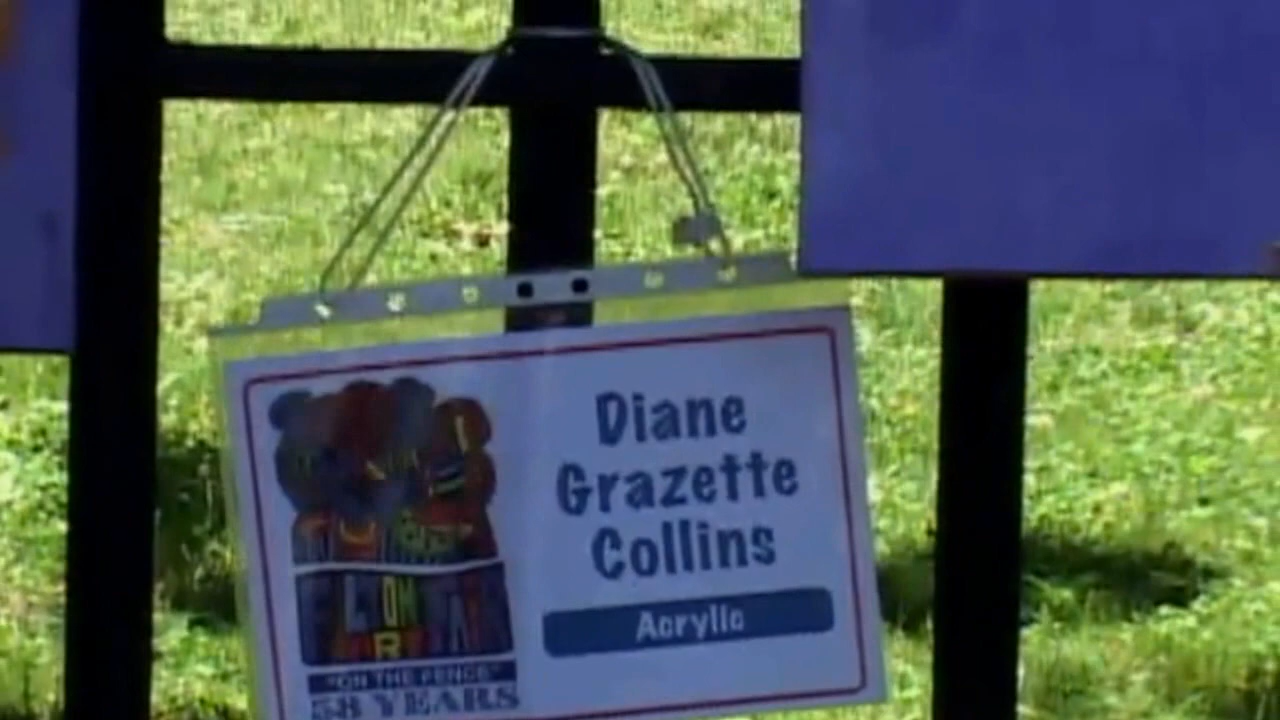 Diane
Grazette
Collins
Acrylic
"ON THE FENCE"
58 YEARS